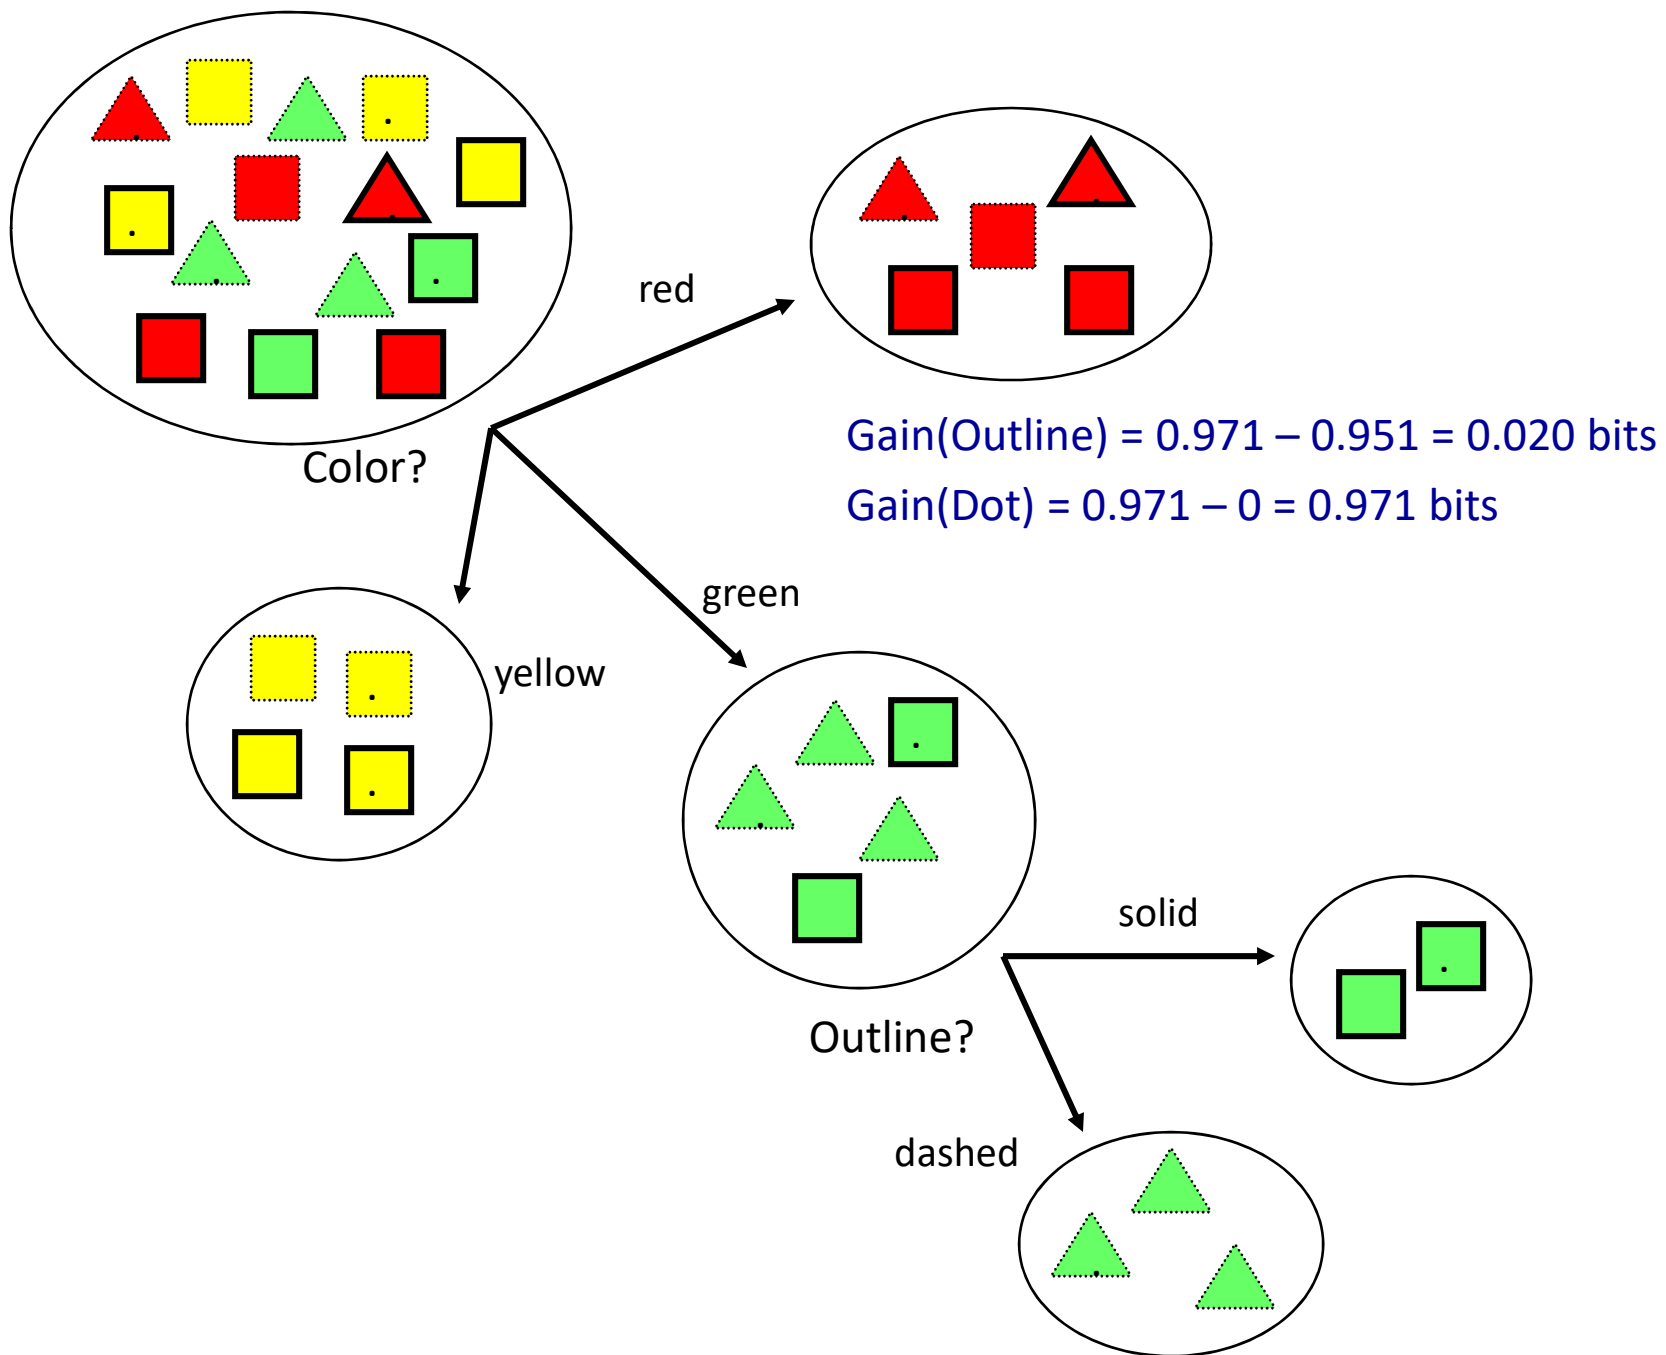 red
Color?
Gain(Outline) = 0.971 – 0.951 = 0.020 bits
Gain(Dot) = 0.971 – 0 = 0.971 bits
green
yellow
solid
Outline?
dashed